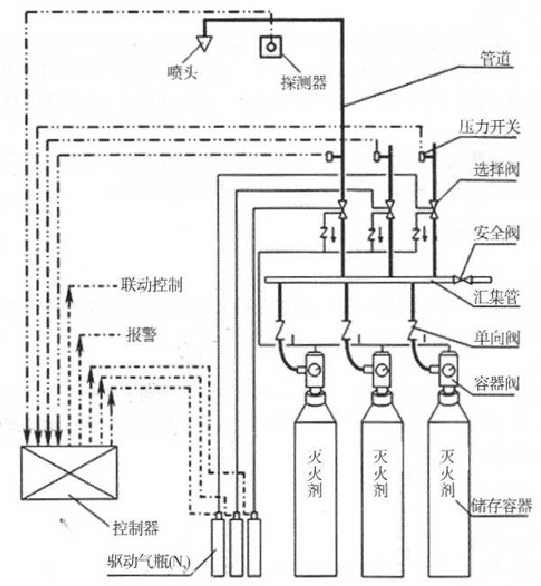 喷头
探测器
管道
压力开关
选择阀
安全阀
汇集管
单向阀
容器阀
联动控制
报警
灭火剂
灭火剂
灭火剂
储存容器
控制器
驱动气瓶(N₂)